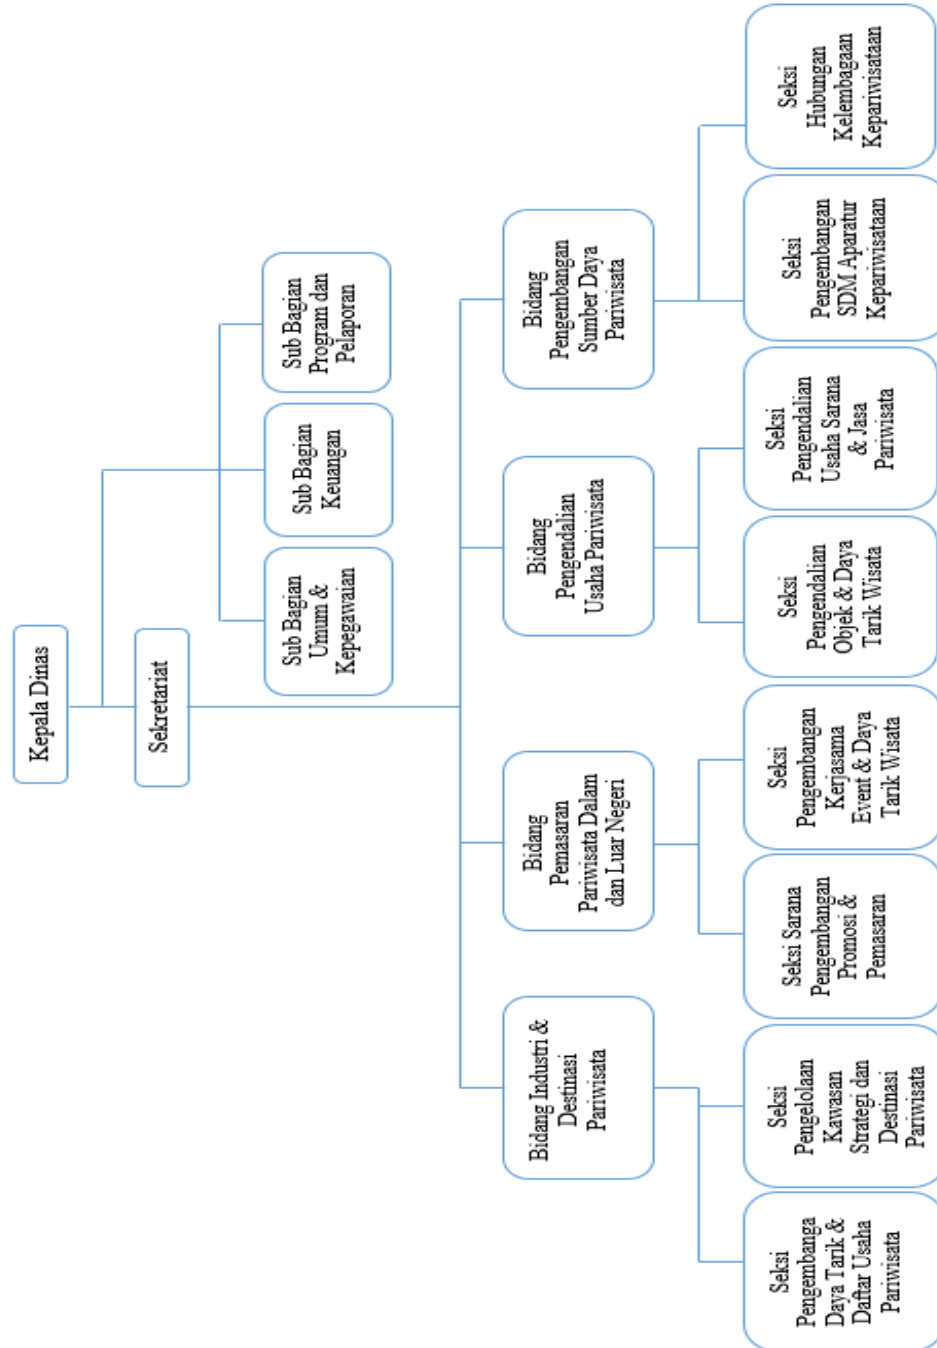 Kepala Dinas
Sekretariat
Sub Bagian
Umum &
Kepegawaian
Sub Bagian
Keuangan
Sub Bagian
Program dan
Pelaporan
Bidang Industri &
Destinasi
Pariwisata
Bidang
Pemasaran
Pariwisata Dalam
dan Luar Negeri
Bidang
Pengendalian
Usaha Pariwisata
Bidang
Pengembangan
Sumber Daya
Pariwisata
Seksi
Pengembanga
Daya Tarik &
Daftar Usaha
Pariwisata
Seksi
Pengelolaan
Kawasan
Strategi dan
Destinasi
Pariwisata
Seksi Sarana
Pengembangan
Promosi &
Pemasaran
Seksi
Pengembangan
Kerjasama
Event & Daya
Tarik Wisata
Seksi
Pengendalian
Objek & Daya
Tarik Wisata
Seksi
Pengendalian
Usaha Sarana
& Jasa
Pariwisata
Seksi
Pengembangan
SDM Aparatur
Kepariwisataan
Seksi
Hubungan
Kelembagaan
Kepariwisataan